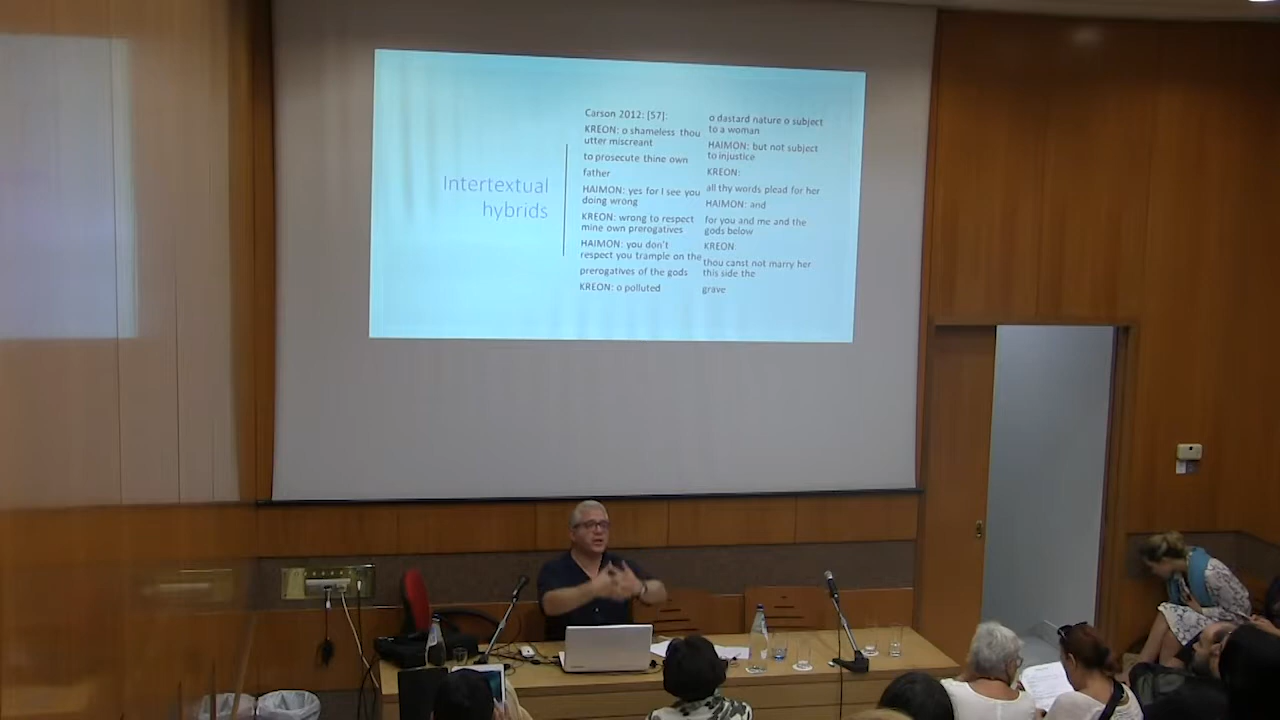 Intertextual
hybrids
Carson 2012: [57]:
KREON: o shameless thou
utter miscreant
to prosecute thine own
father
HAIMON: yes for I see you
doing wrong
KREON: wrong to respect
mine own prerogatives
HAIMON: you don't
respect you trample on the
prerogatives of the gods
KREON: o polluted
o dastard nature o subject
to a woman
HAIMON: but not subject
to injustice
KREON:
all thy words plead for her
HAIMON: and
for you and me and the
gods below
KREON:
thou canst not marry her
this side the
grave